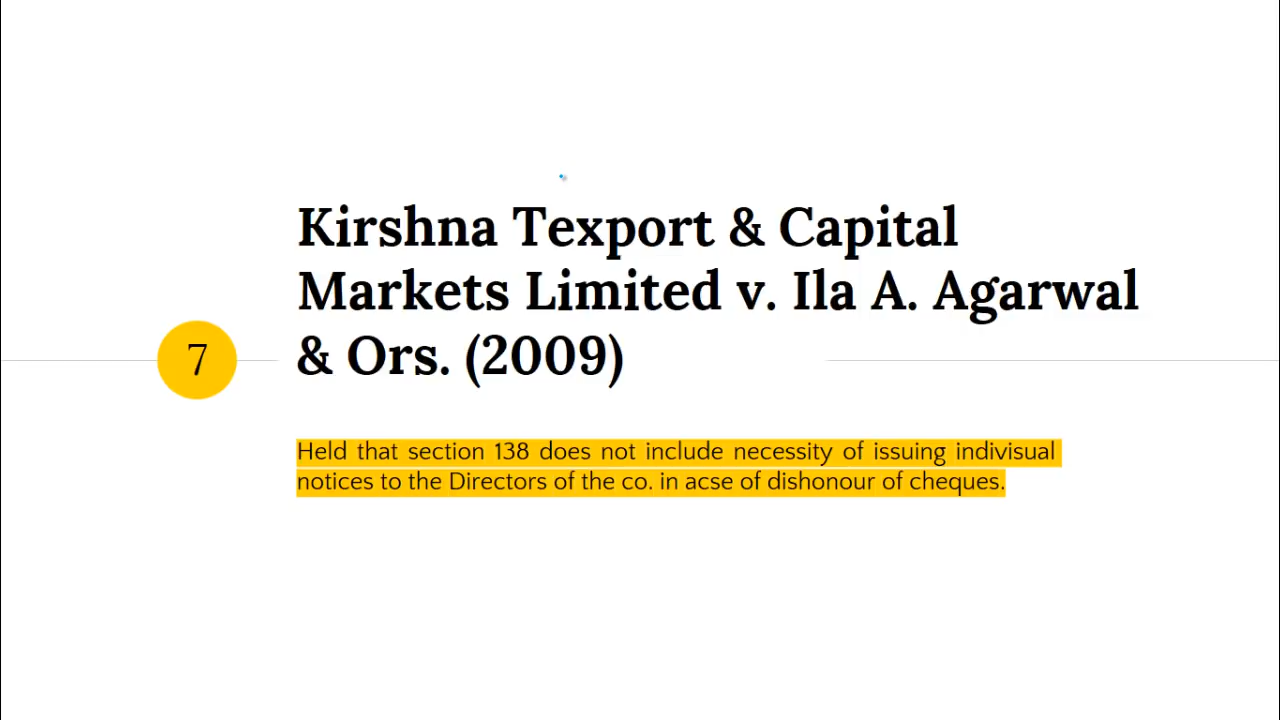 Kirshna Texport & Capital
Markets Limited v. Ila A. Agarwal
& Ors. (2009)
7
Held that section 138 does not include necessity of issuing indivisual
notices to the Directors of the co. in acse of dishonour of cheques.